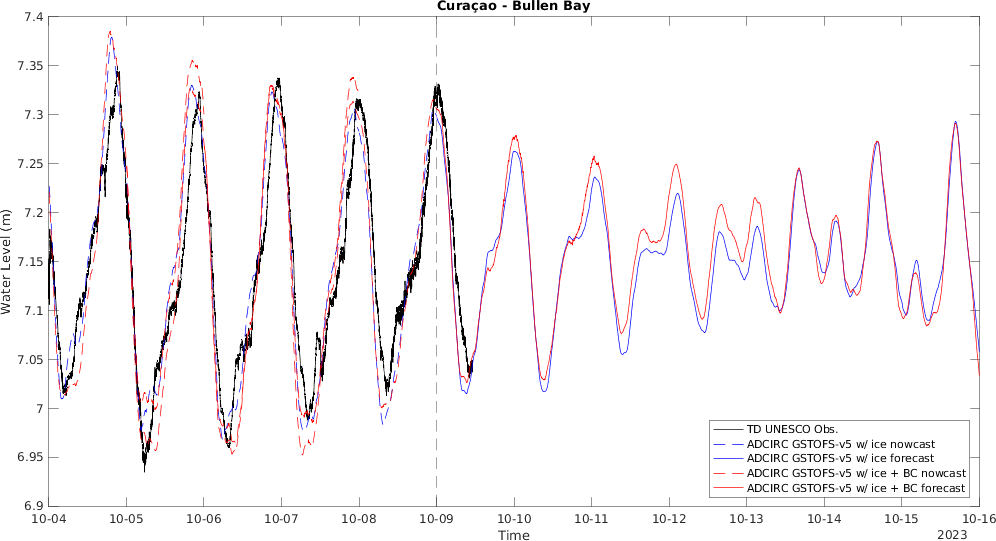 Curaçao - Bullen Bay
7.4
7.35
7.3
7.25
7.2
7.15
7.1
7.05
7
6.95
6.9
Water Level (m)
10-04 10-05 10-06 10-07 10-08 10-09 10-10 10-11 10-12 10-13 10-14 10-15 10-16
Time
2023
TD UNESCO Obs.
ADCIRC GSTOFS-v5 w/ ice nowcast
ADCIRC GSTOFS-v5 w/ ice forecast
ADCIRC GSTOFS-v5 w/ ice + BC nowcast
ADCIRC GSTOFS-v5 w/ ice + BC forecast